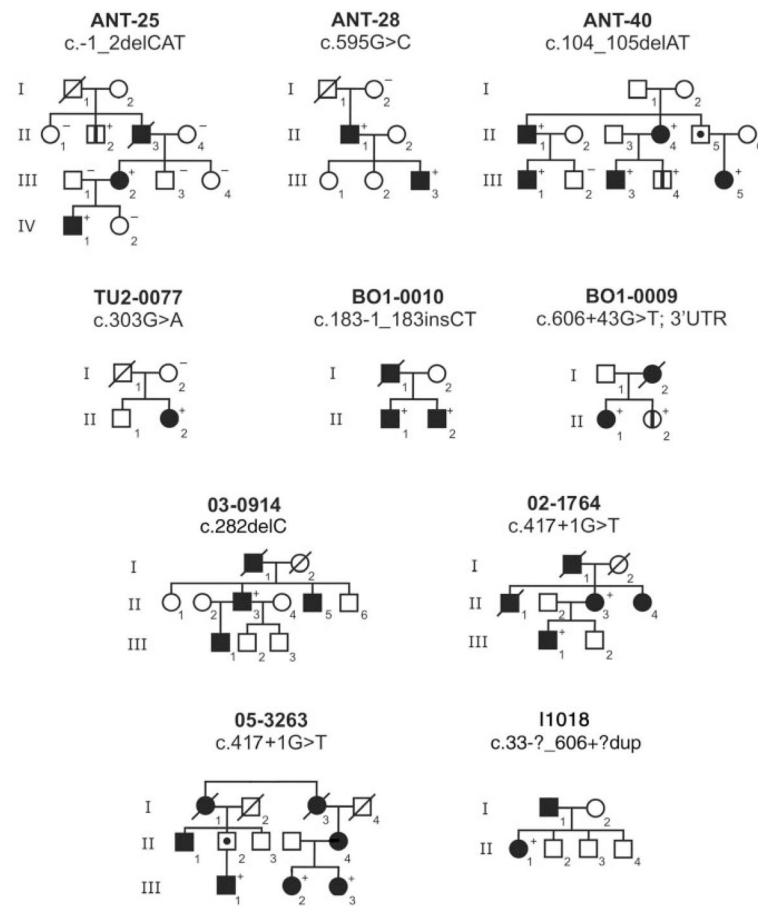 ANT-25
c.-1_2delCAT
I 1 2
II − 1 + 2 3 − 4
III − 1 + 2 − 3 − 4
IV + 1 − 2
ANT-28
c.595G>C
I 1 − 2
II + 1 2
III 1 2 + 3
ANT-40
c.104_105delAT
I 1 2
II + 1 2 3 + 4 5 6
III + 1 − 2 + 3 + 4 + 5
TU2-0077
c.303G>A
I 1 − 2
II 1 + 2
BO1-0010
c.183-1_183insCT
I 1 2
II + 1 + 2
BO1-0009
c.606+43G>T; 3'UTR
I 1 2
II + 1 + 2
03-0914
c.282delC
I 1 2
II 1 2 + 3 4 5 6
III 1 2 3
02-1764
c.417+1G>T
I 1 2
II 1 2 + 3 4
III + 1 2
05-3263
c.417+1G>T
I 1 2 3 4
II 1 2 3 4
III + 1 + 2 + 3
I1018
c.33-?_606+?dup
I 1 2
II + 1 2 3 4